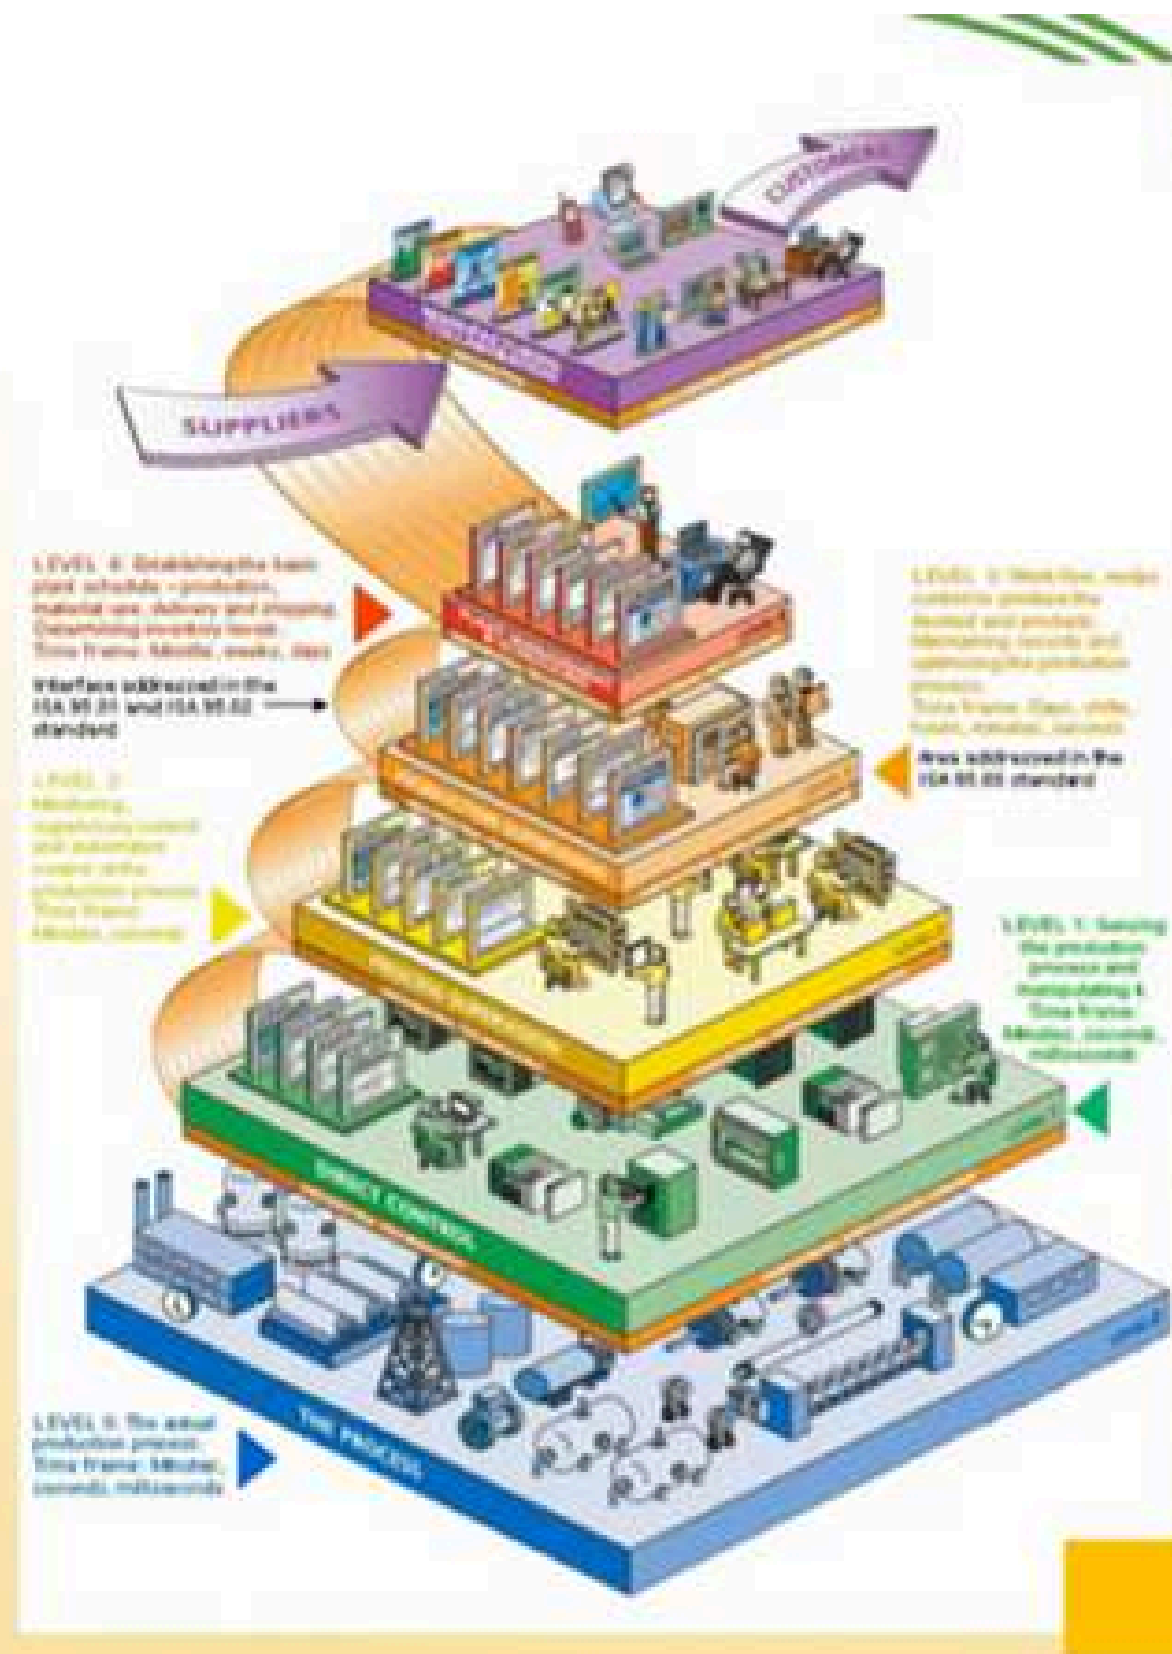 CUSTOMERS
SUPPLIERS
LEVEL 4: Establishing the basic
plant schedule - production,
material use, delivery and shipping.
Determining inventory levels.
Time frame: Months, weeks, days
Interface addressed in the
ISA 95.01 and ISA 95.02
standard
LEVEL 3: Work flow, recipe
control to produce the
desired end products.
Maintaining records and
optimizing the production
process.
Time frame: Days, shifts,
hours, minutes, seconds
Area addressed in the
standard
LEVEL 2:
Monitoring,
supervisory control
and automated
control of the
production process
Time frame:
Minutes, seconds
LEVEL 1: Sensing
the production
process and
manipulating it
Time frame:
Minutes, seconds,
milliseconds
DIRECT CONTROL
LEVEL 0: The actual
production process.
Time frame: Minutes,
seconds, milliseconds
THE PROCESS